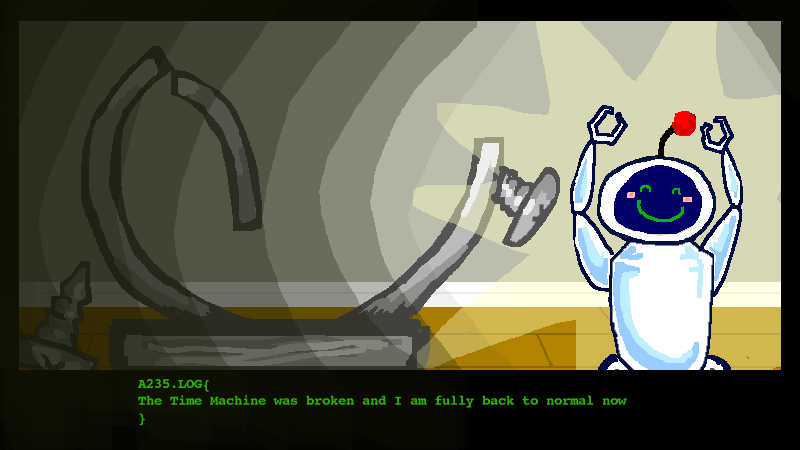 A235.LOG{
The Time Machine was broken and I am fully back to normal now
}